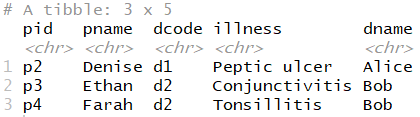 # A tibble: 3 x 5
pid pname dcode illness dname
<chr> <chr> <chr> <chr> <chr>
1 p2 Denise d1 Peptic ulcer Alice
2 p3 Ethan d2 Conjunctivitis Bob
3 p4 Farah d2 Tonsillitis Bob